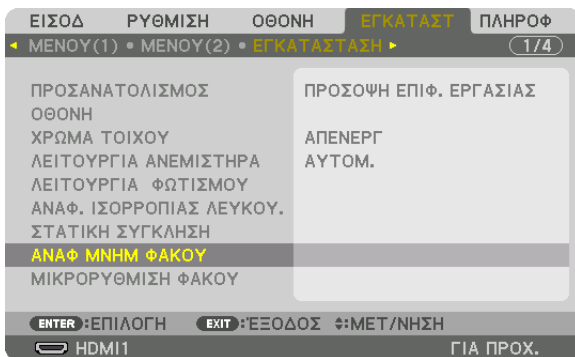 ΕΙΣΟΔ ΡΥΘΜΙΣΗ ΟΘΟΝΗ ΕΓΚΑΤΑΣΤ ΠΛΗΡΟΦ
◂ ΜΕΝΟΥ(1) • ΜΕΝΟΥ(2) • ΕΓΚΑΤΑΣΤΑΣΗ ▸ 1/4
ΠΡΟΣΑΝΑΤΟΛΙΣΜΟΣ ΠΡΟΣΟΨΗ ΕΠΙΦ. ΕΡΓΑΣΙΑΣ
ΟΘΟΝΗ
ΧΡΩΜΑ ΤΟΙΧΟΥ ΑΠΕΝΕΡΓ
ΛΕΙΤΟΥΡΓΙΑ ΑΝΕΜΙΣΤΗΡΑ ΑΥΤΟΜ.
ΛΕΙΤΟΥΡΓΙΑ ΦΩΤΙΣΜΟΥ
ΑΝΑΦ. ΙΣΟΡΡΟΠΙΑΣ ΛΕΥΚΟΥ.
ΣΤΑΤΙΚΗ ΣΥΓΚΛΗΣΗ
ΑΝΑΦ ΜΝΗΜ ΦΑΚΟΥ
ΜΙΚΡΟΡΥΘΜΙΣΗ ΦΑΚΟΥ
ENTER :ΕΠΙΛΟΓΗ EXIT :ΈΞΟΔΟΣ ⬍:ΜΕΤ/ΝΗΣΗ
HDMI1 ΓΙΑ ΠΡΟΧ.